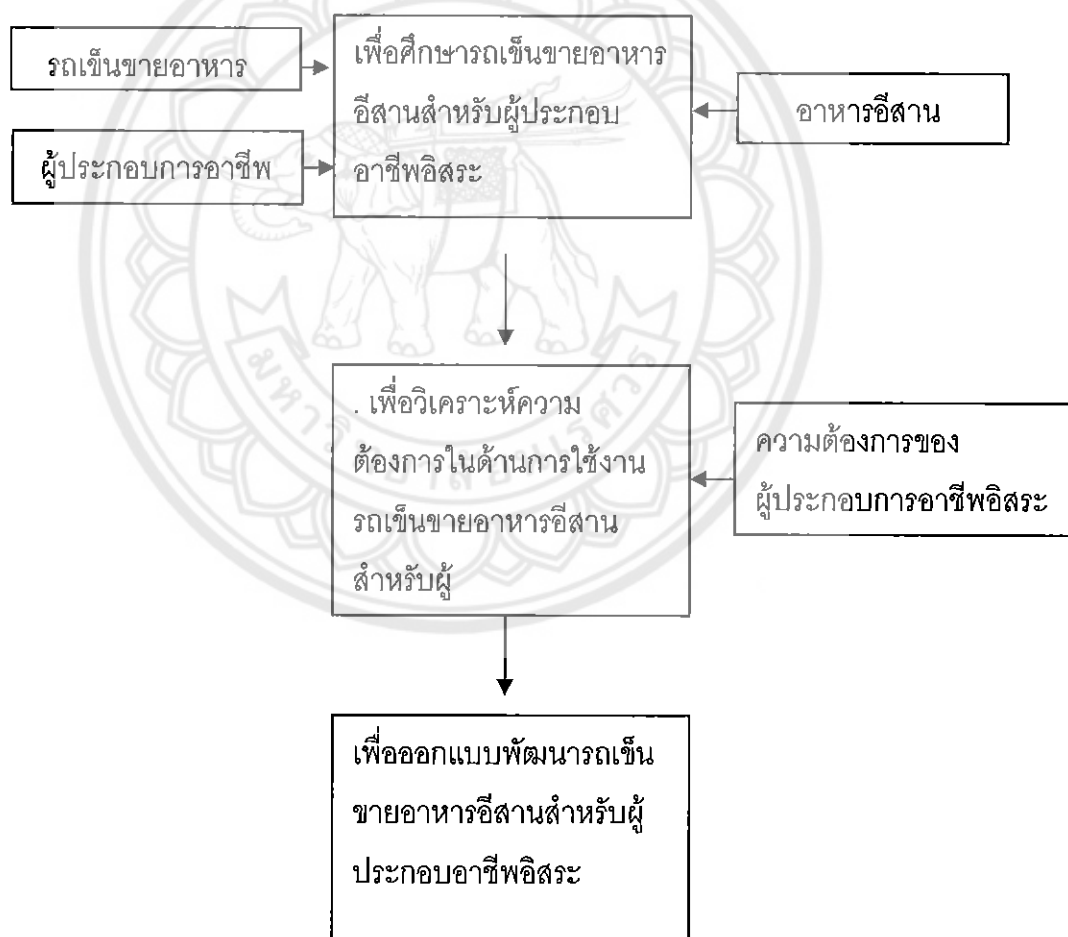 รถเข็นขายอาหาร
ผู้ประกอบการอาชีพ
เพื่อศึกษารถเข็นขายอาหาร
อีสานสำหรับผู้ประกอบ
อาชีพอิสระ
อาหารอีสาน
. เพื่อวิเคราะห์ความ
ต้องการในด้านการใช้งาน
รถเข็นขายอาหารอีสาน
สำหรับผู้
ความต้องการของ
ผู้ประกอบการอาชีพอิสระ
เพื่อออกแบบพัฒนารถเข็น
ขายอาหารอีสานสำหรับผู้
ประกอบอาชีพอิสระ